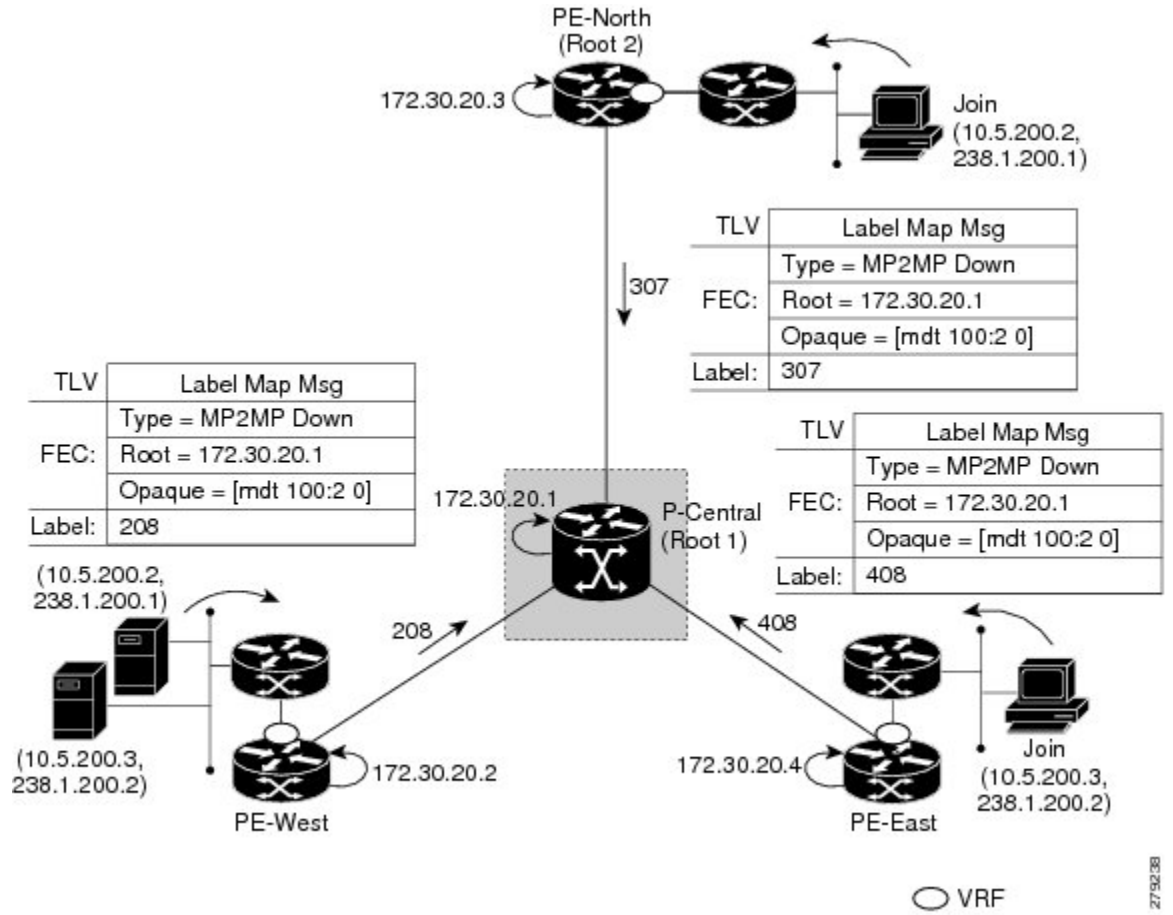 PE-North
(Root 2)
172.30.20.3
Join
(10.5.200.2,
238.1.200.1)
307
TLV Label Map Msg
FEC: Type = MP2MP Down
Root = 172.30.20.1
Opaque = [mdt 100:2 0]
Label: 307
TLV Label Map Msg
FEC: Type = MP2MP Down
Root = 172.30.20.1
Opaque = [mdt 100:2 0]
Label: 208
TLV Label Map Msg
FEC: Type = MP2MP Down
Root = 172.30.20.1
Opaque = [mdt 100:2 0]
Label: 408
172.30.20.1
P-Central
(Root 1)
(10.5.200.2,
238.1.200.1)
208
408
(10.5.200.3,
238.1.200.2)
172.30.20.2
PE-West
172.30.20.4
PE-East
Join
(10.5.200.3,
238.1.200.2)
VRF
279238